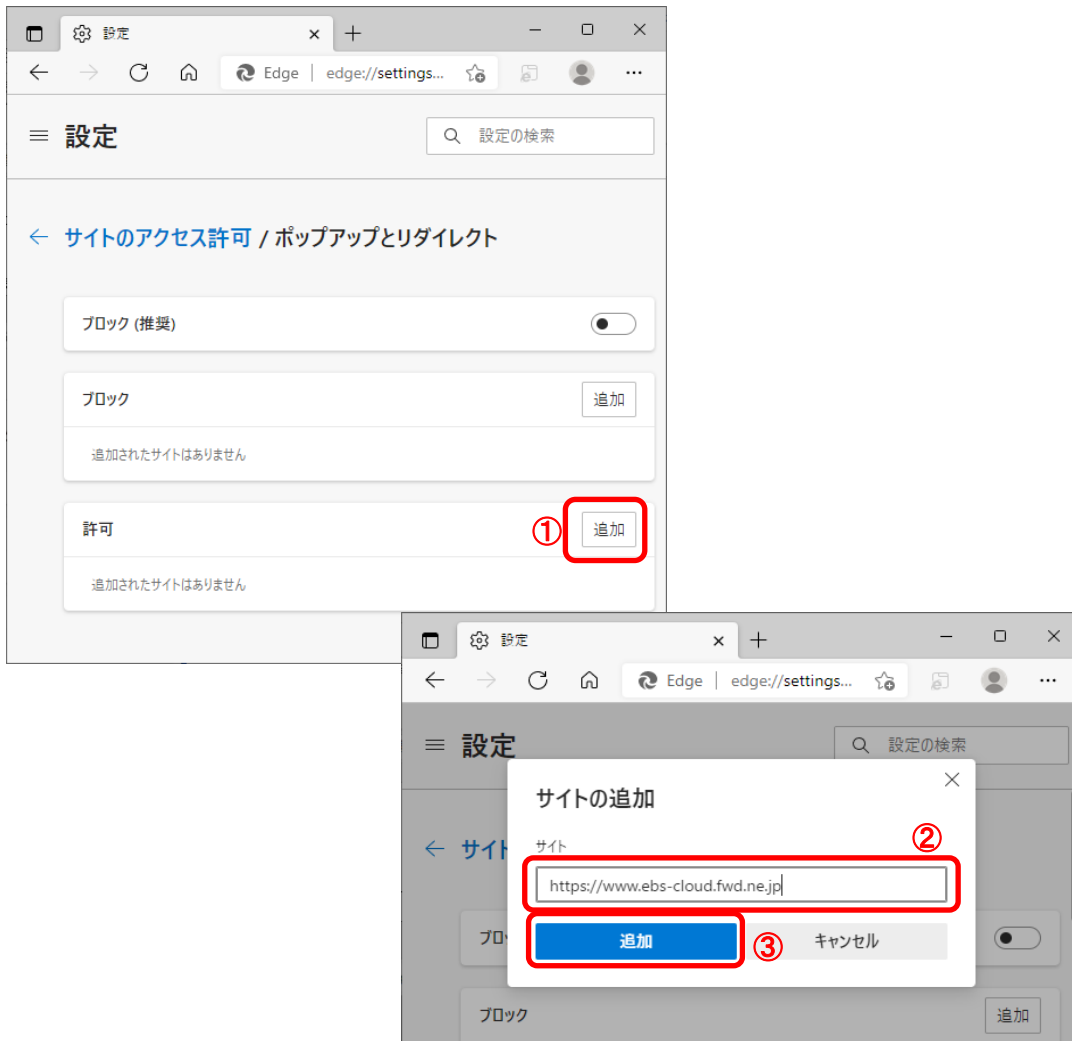 設定
Edge | edge://settings...
設定
設定の検索
サイトのアクセス許可 / ポップアップとリダイレクト
ブロック (推奨)
ブロック
追加
追加されたサイトはありません
許可
①
追加
追加されたサイトはありません
設定
Edge | edge://settings...
設定
設定の検索
サイトの追加
サイト
②
サイト
https://www.ebs-cloud.fwd.ne.jp
ブロ
追加
③
キャンセル
ブロック
追加